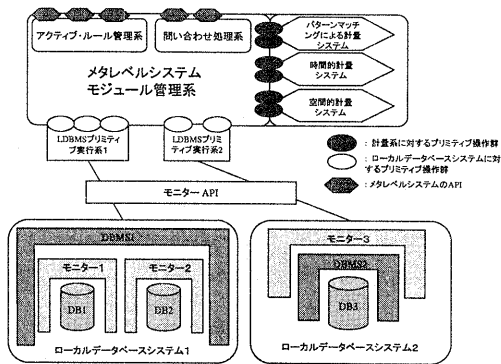 アクティブ・ルール管理系
問い合わせ処理系
パターンマッチ
ングによる計量
システム
時間的計量
システム
空間的計量
システム
メタレベルシステム
モジュール管理系
LDBMSプリミティ
ブ実行系1
LDBMSプリミ
ティブ実行系2
:計量系に対するプリミティブ操作群
:ローカルデータベースシステムに対
するプリミティブ操作群
:メタレベルシステムのAPI
モニターAPI
DBMS1
モニター1
モニター2
DB1
DB2
ローカルデータベースシステム1
モニター3
DBMS2
DB3
ローカルデータベースシステム2